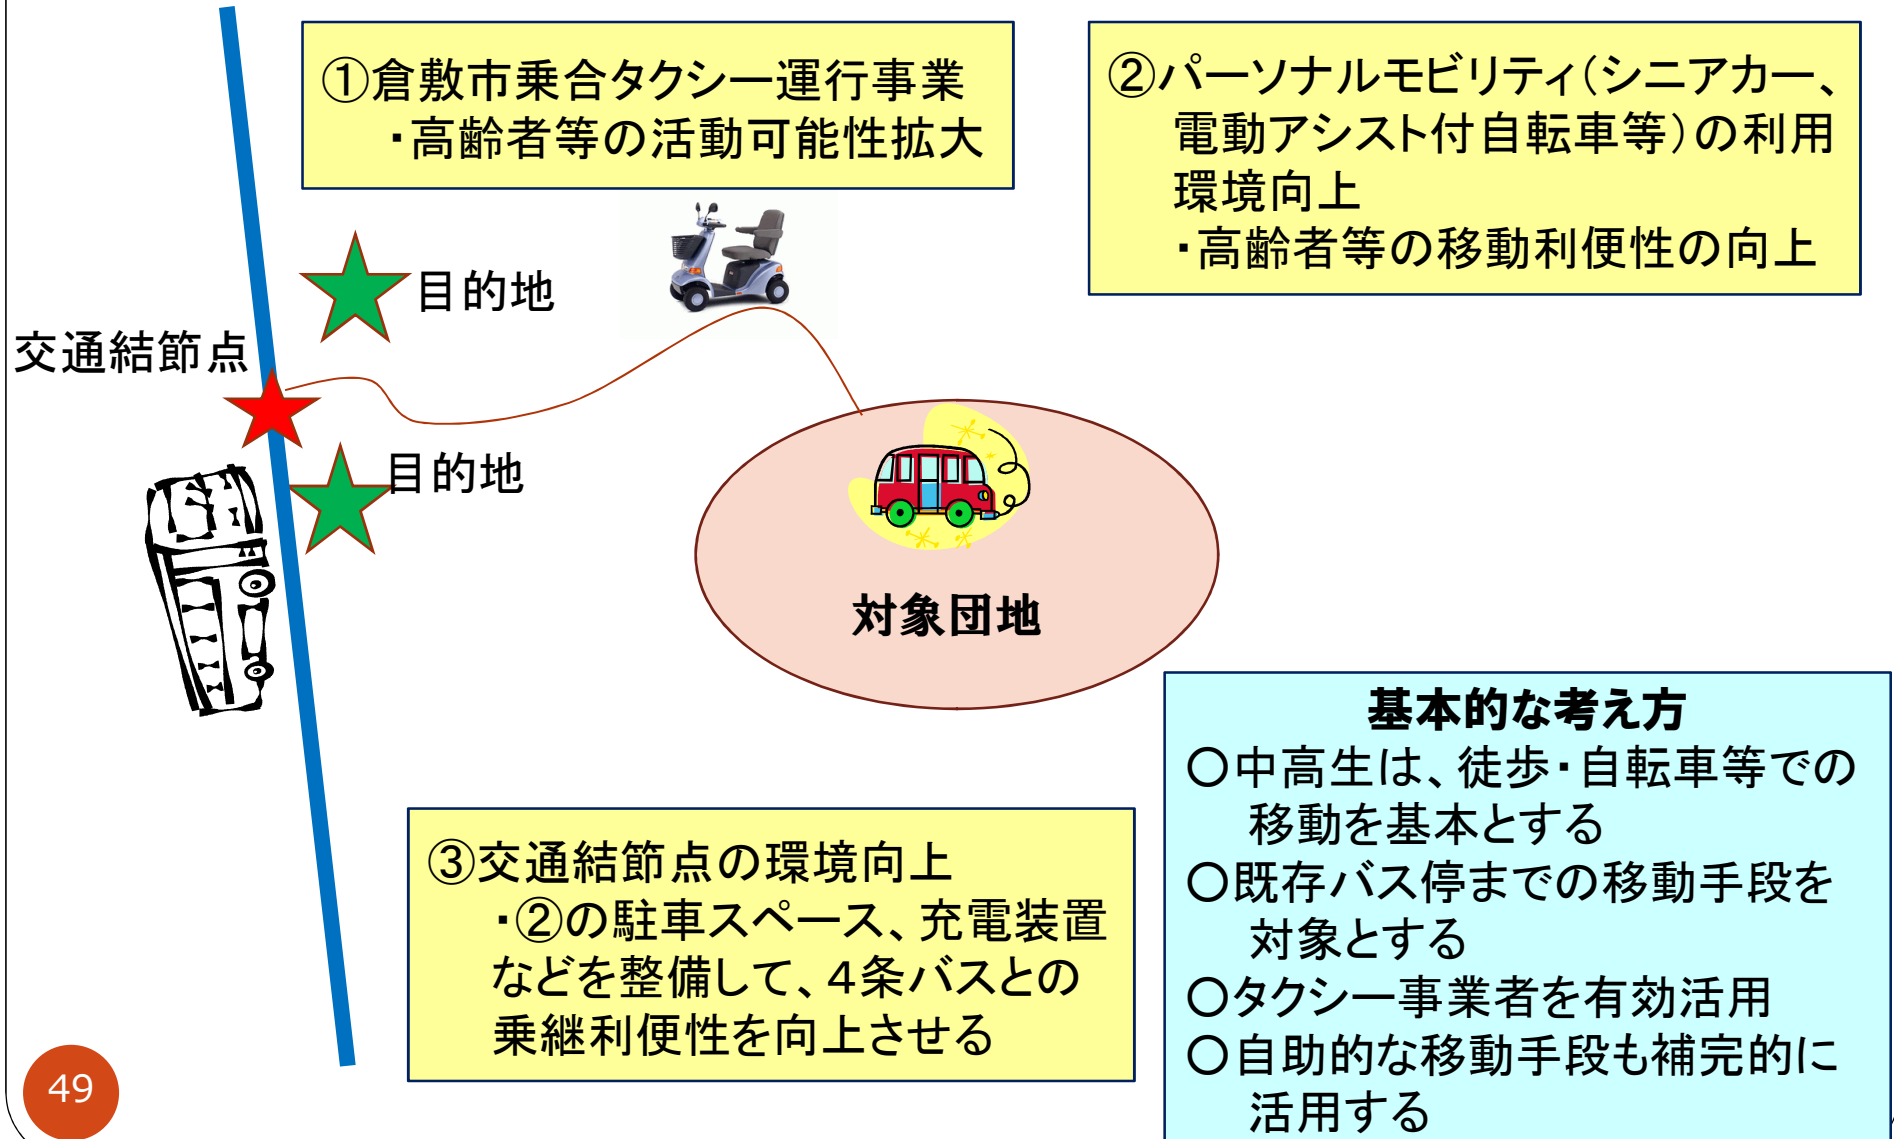 ①倉敷市乗合タクシー運行事業
・高齢者等の活動可能性拡大
②パーソナルモビリティ(シニアカー、
電動アシスト付自転車等)の利用
環境向上
・高齢者等の移動利便性の向上
目的地
交通結節点
目的地
対象団地
③交通結節点の環境向上
・②の駐車スペース、充電装置
などを整備して、4条バスとの
乗継利便性を向上させる
基本的な考え方
○中高生は、徒歩・自転車等での
移動を基本とする
○既存バス停までの移動手段を
対象とする
○タクシー事業者を有効活用
○自助的な移動手段も補完的に
活用する
49